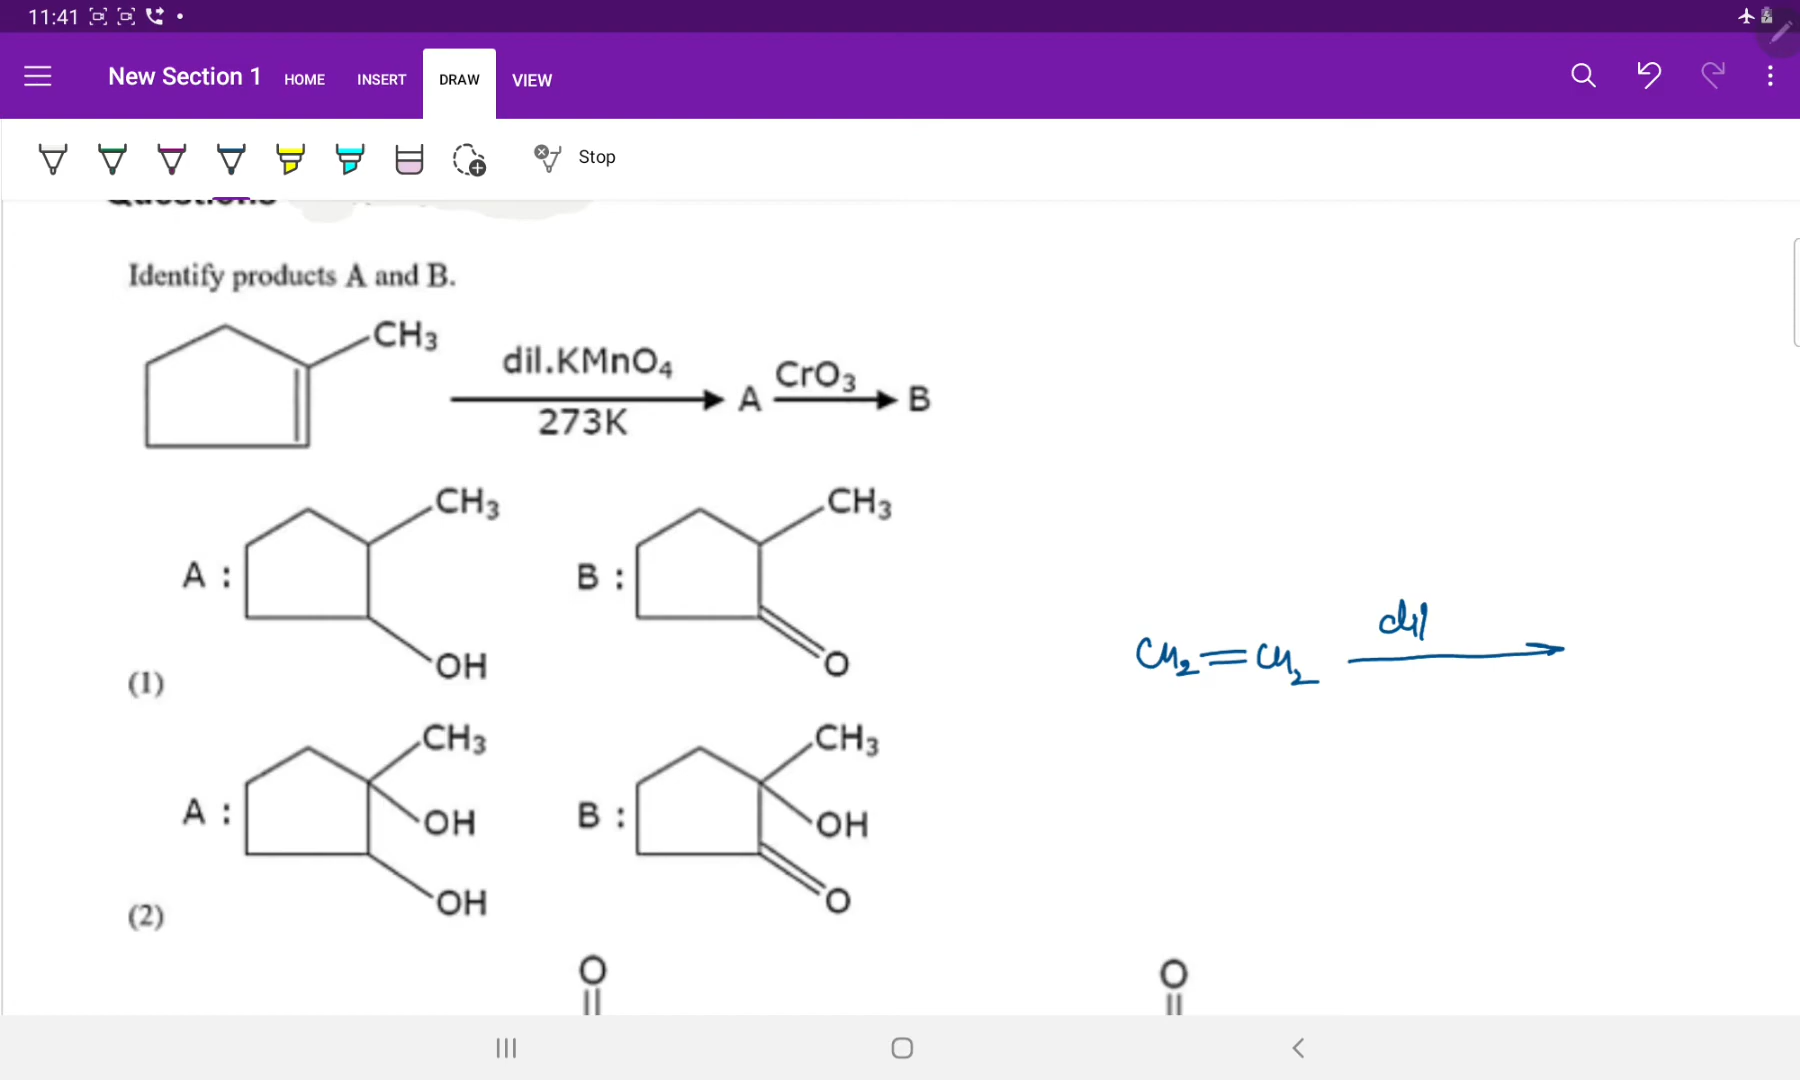 11:41
New Section 1 HOME INSERT DRAW VIEW
Stop
Questions
Identify products A and B.
CH3
dil.KMnO4
273K
A
CrO3
B
A :
CH3
OH
B :
CH3
O
(1)
CH2=CH2 dil
A :
CH3
OH
OH
B :
CH3
OH
O
(2)
O
O